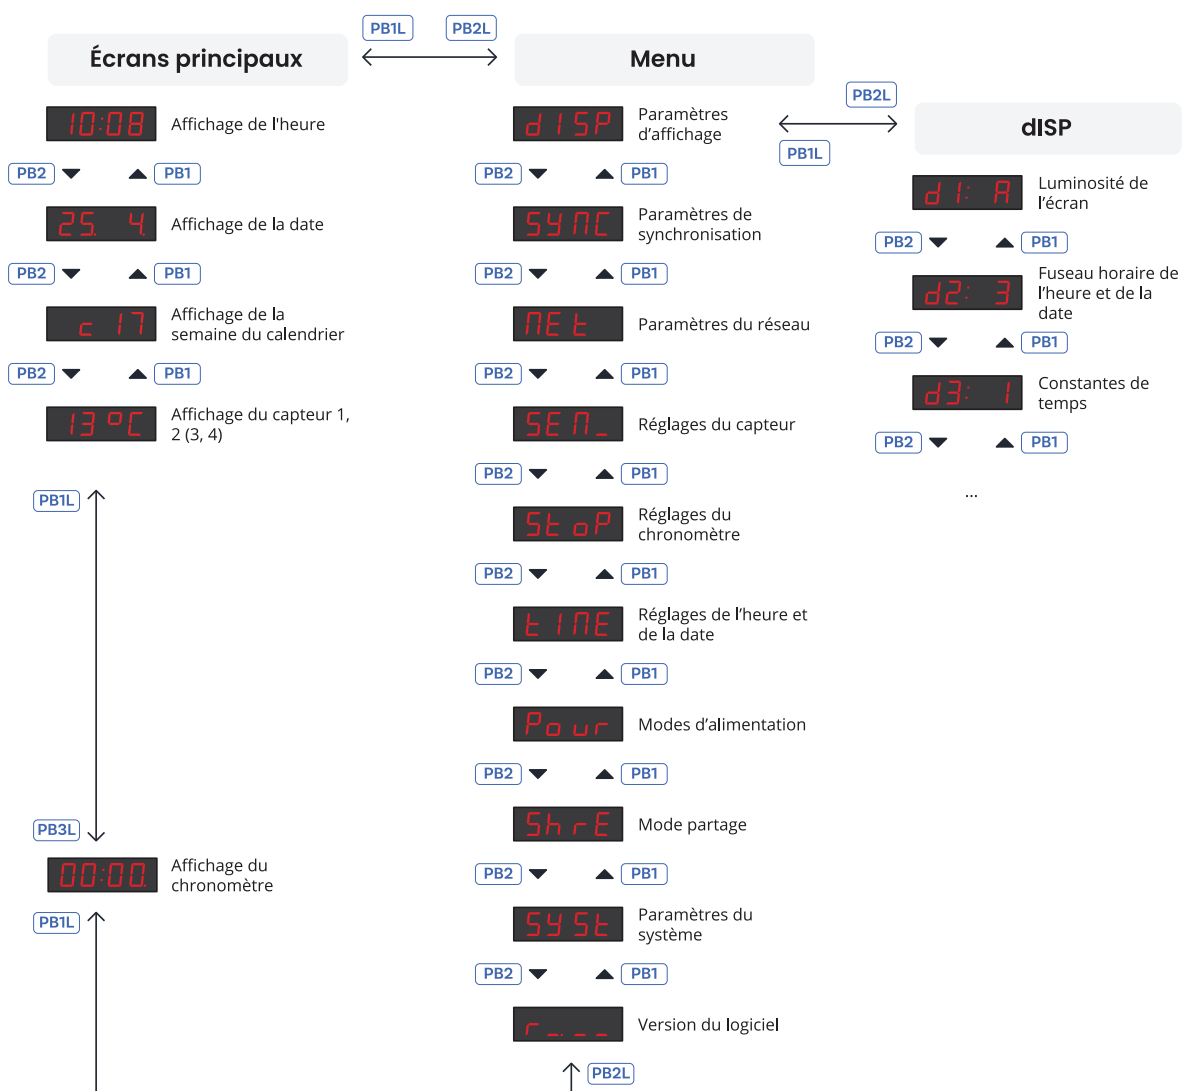 PB1L
PB2L
Écrans principaux
10:08
Affichage de l'heure
PB2
PB1
25. 4.
Affichage de la date
PB2
PB1
c 17
Affichage de la
semaine du calendrier
PB2
PB1
13°C
Affichage du capteur 1,
2 (3, 4)
PB1L
PB3L
00:00.
Affichage du
chronomètre
PB1L
Menu
dISP
Paramètres
d'affichage
PB2
PB1
SYNC
Paramètres de
synchronisation
PB2
PB1
NEt
Paramètres du réseau
PB2
PB1
SEN_
Réglages du capteur
PB2
PB1
StoP
Réglages du
chronomètre
PB2
PB1
tIME
Réglages de l'heure et
de la date
PB2
PB1
Pour
Modes d'alimentation
PB2
PB1
ShrE
Mode partage
PB2
PB1
SYSt
Paramètres du
système
PB2
PB1
r _._ _
Version du logiciel
PB2L
PB2L
PB1L
dISP
d1: A
Luminosité de
l'écran
PB2
PB1
d2: 3
Fuseau horaire de
l'heure et de la
date
PB2
PB1
d3: 1
Constantes de
temps
PB2
PB1
...